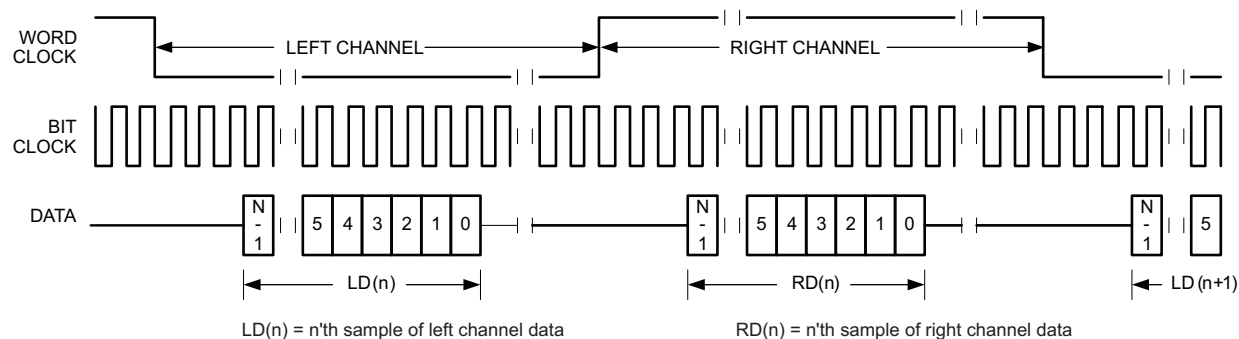 WORD
CLOCK
LEFT CHANNEL
RIGHT CHANNEL
BIT
CLOCK
DATA
N
-
1
5 4 3 2 1 0
N
-
1
5 4 3 2 1 0
N
-
1
5
LD(n)
RD(n)
LD(n+1)
LD(n) = n'th sample of left channel data
RD(n) = n'th sample of right channel data